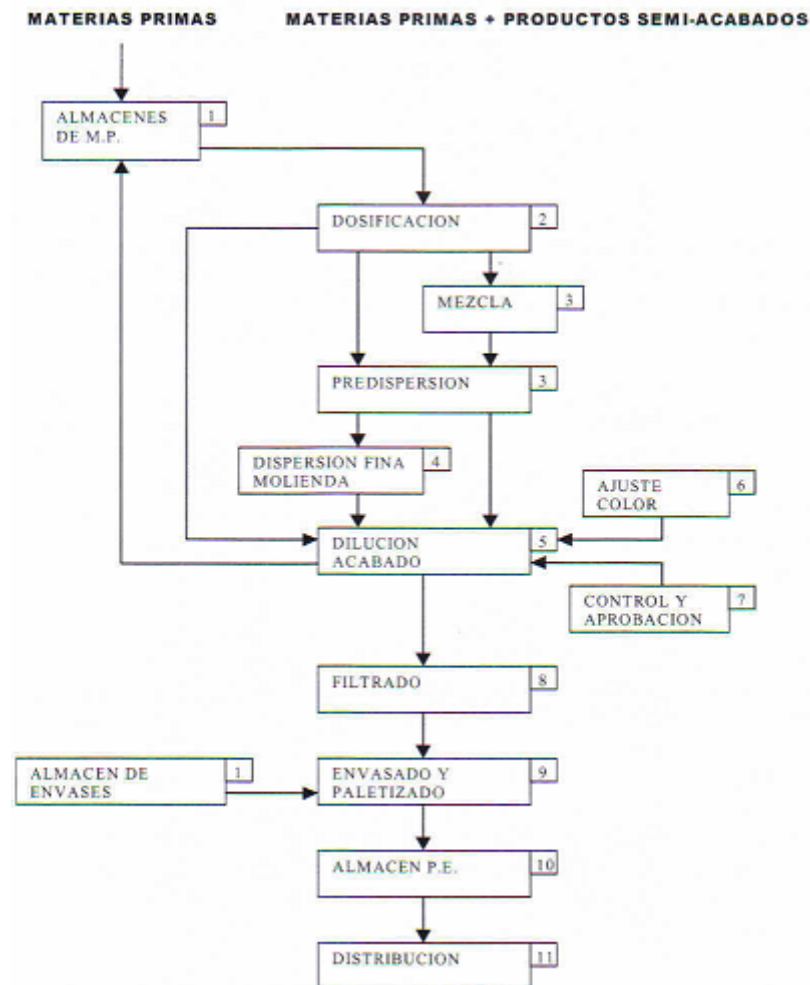 MATERIAS PRIMAS
MATERIAS PRIMAS + PRODUCTOS SEMI-ACABADOS
ALMACENES
DE M.P.
1
DOSIFICACION
2
MEZCLA
3
PREDISPERSION
3
DISPERSION FINA
MOLIENDA
4
AJUSTE
COLOR
6
DILUCION
ACABADO
5
CONTROL Y
APROBACION
7
FILTRADO
8
ALMACEN DE
ENVASES
1
ENVASADO Y
PALETIZADO
9
ALMACEN P.E.
10
DISTRIBUCION
11